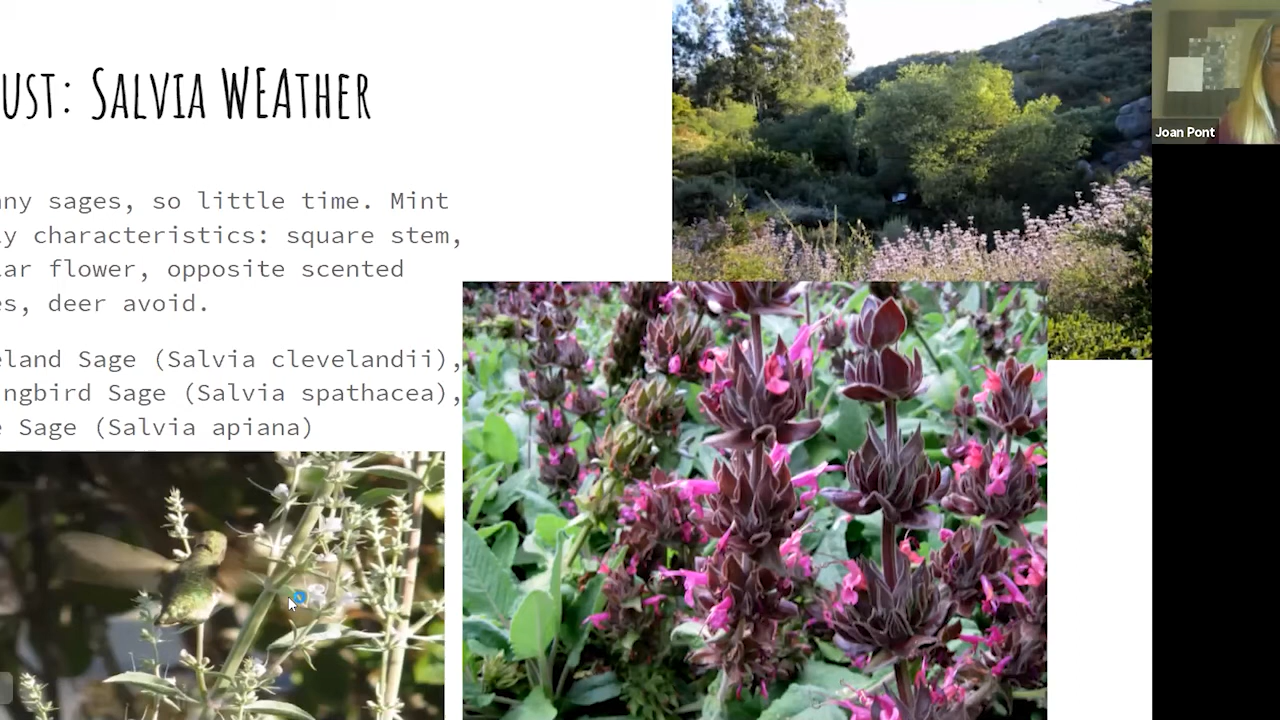 UST: SALVIA WEATHER
ny sages, so little time. Mint
y characteristics: square stem,
lar flower, opposite scented
es, deer avoid.
eland Sage (Salvia clevelandii),
ngbird Sage (Salvia spathacea),
e Sage (Salvia apiana)
Joan Pont